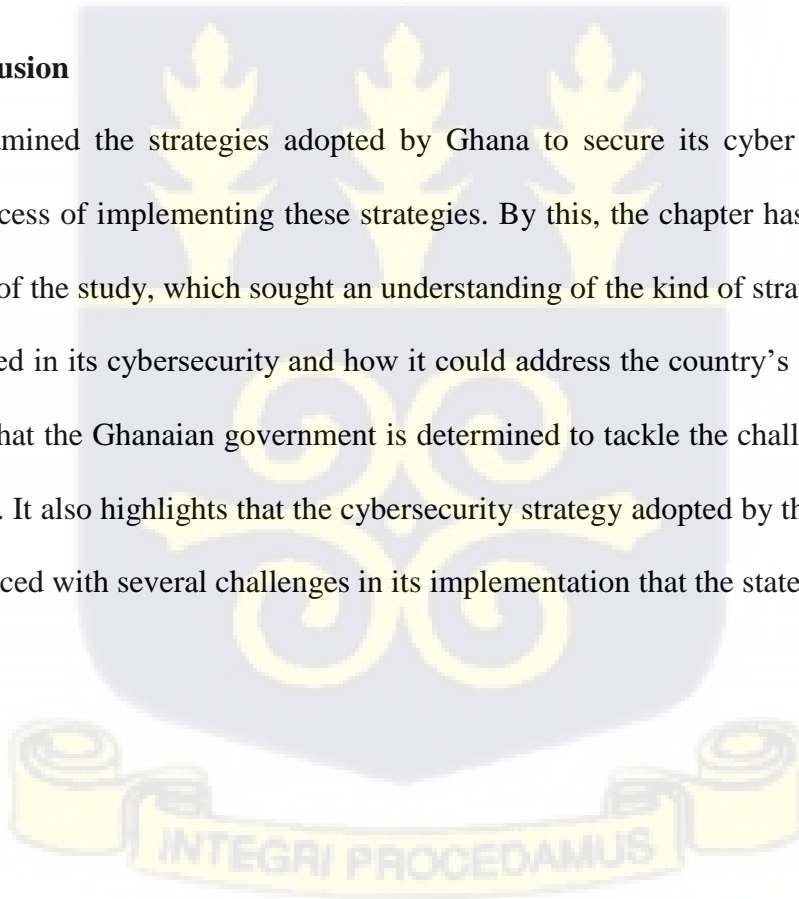 usion
mined the strategies adopted by Ghana to secure its cyber
cess of implementing these strategies. By this, the chapter has
of the study, which sought an understanding of the kind of strat
ed in its cybersecurity and how it could address the country’s
hat the Ghanaian government is determined to tackle the chall
. It also highlights that the cybersecurity strategy adopted by th
ced with several challenges in its implementation that the state
INTEGRI PROCEDAMUS